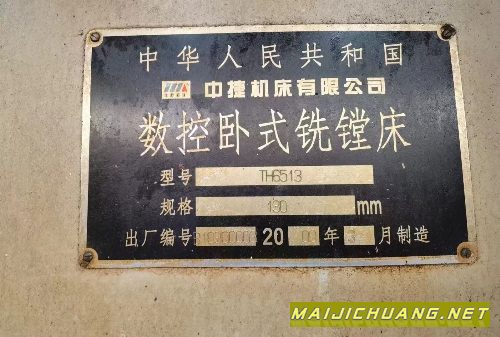 中华人民共和国
中捷机床有限公司
数控卧式铣镗床
型号 TH6513
规格 130 mm
出厂编号 20 年 月制造
MAIJICHUANG.NET